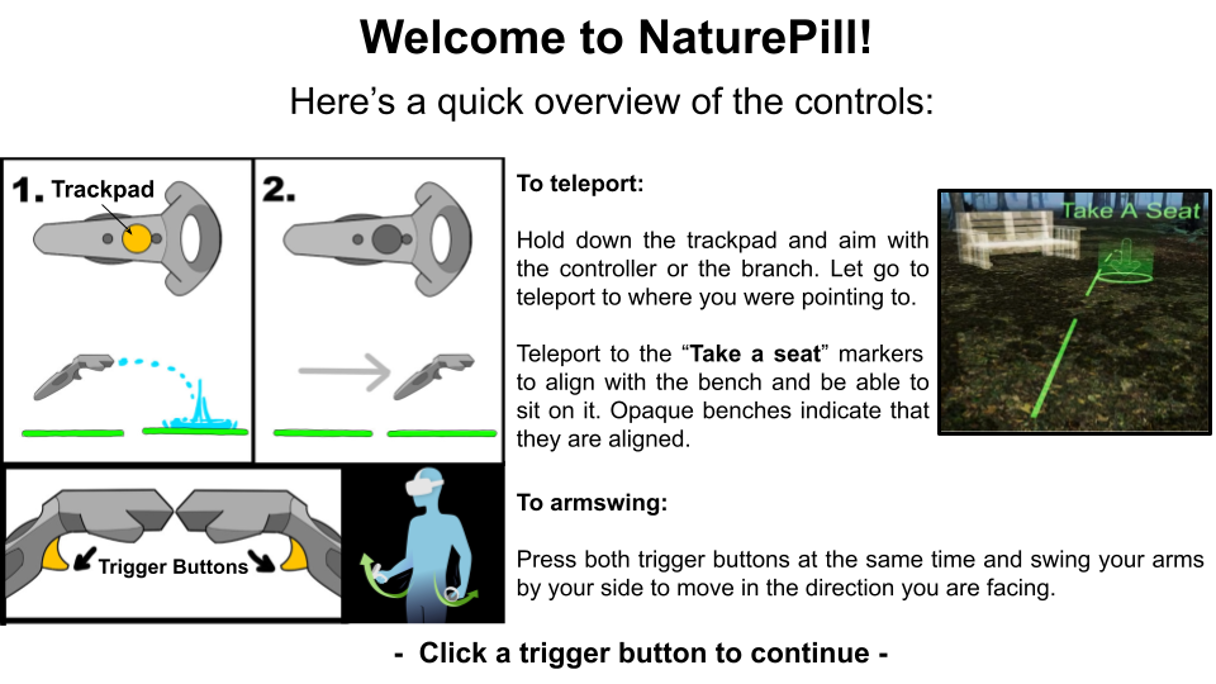 Welcome to NaturePill!
Here’s a quick overview of the controls:
1. Trackpad
2.
To teleport:
Hold down the trackpad and aim with
the controller or the branch. Let go to
teleport to where you were pointing to.
Teleport to the “Take a seat” markers
to align with the bench and be able to
sit on it. Opaque benches indicate that
they are aligned.
Take A Seat
Trigger Buttons
To armswing:
Press both trigger buttons at the same time and swing your arms
by your side to move in the direction you are facing.
- Click a trigger button to continue -